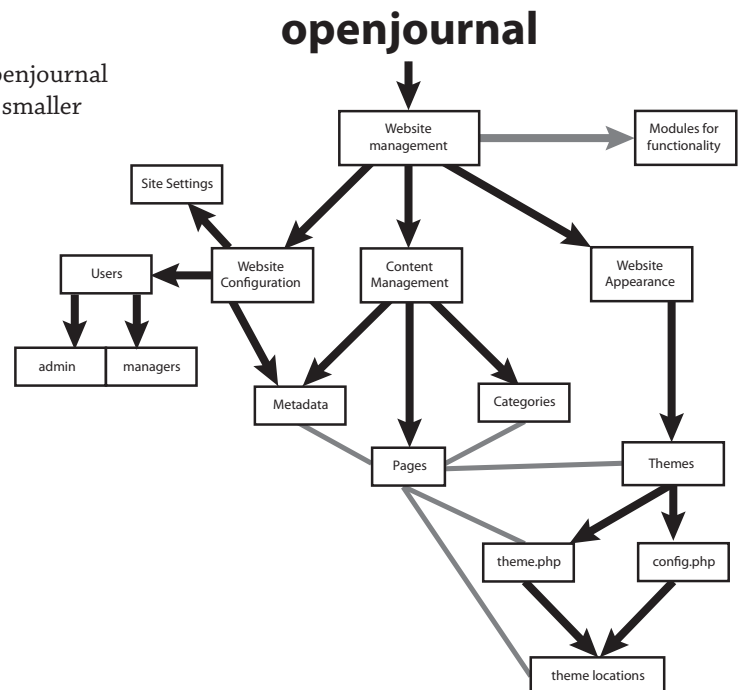 openjournal
penjournal
smaller
Website
management
Modules for
functionality
Site Settings
Users
Website
Configuration
Content
Management
Website
Appearance
admin
managers
Metadata
Categories
Pages
Themes
theme.php
config.php
theme locations